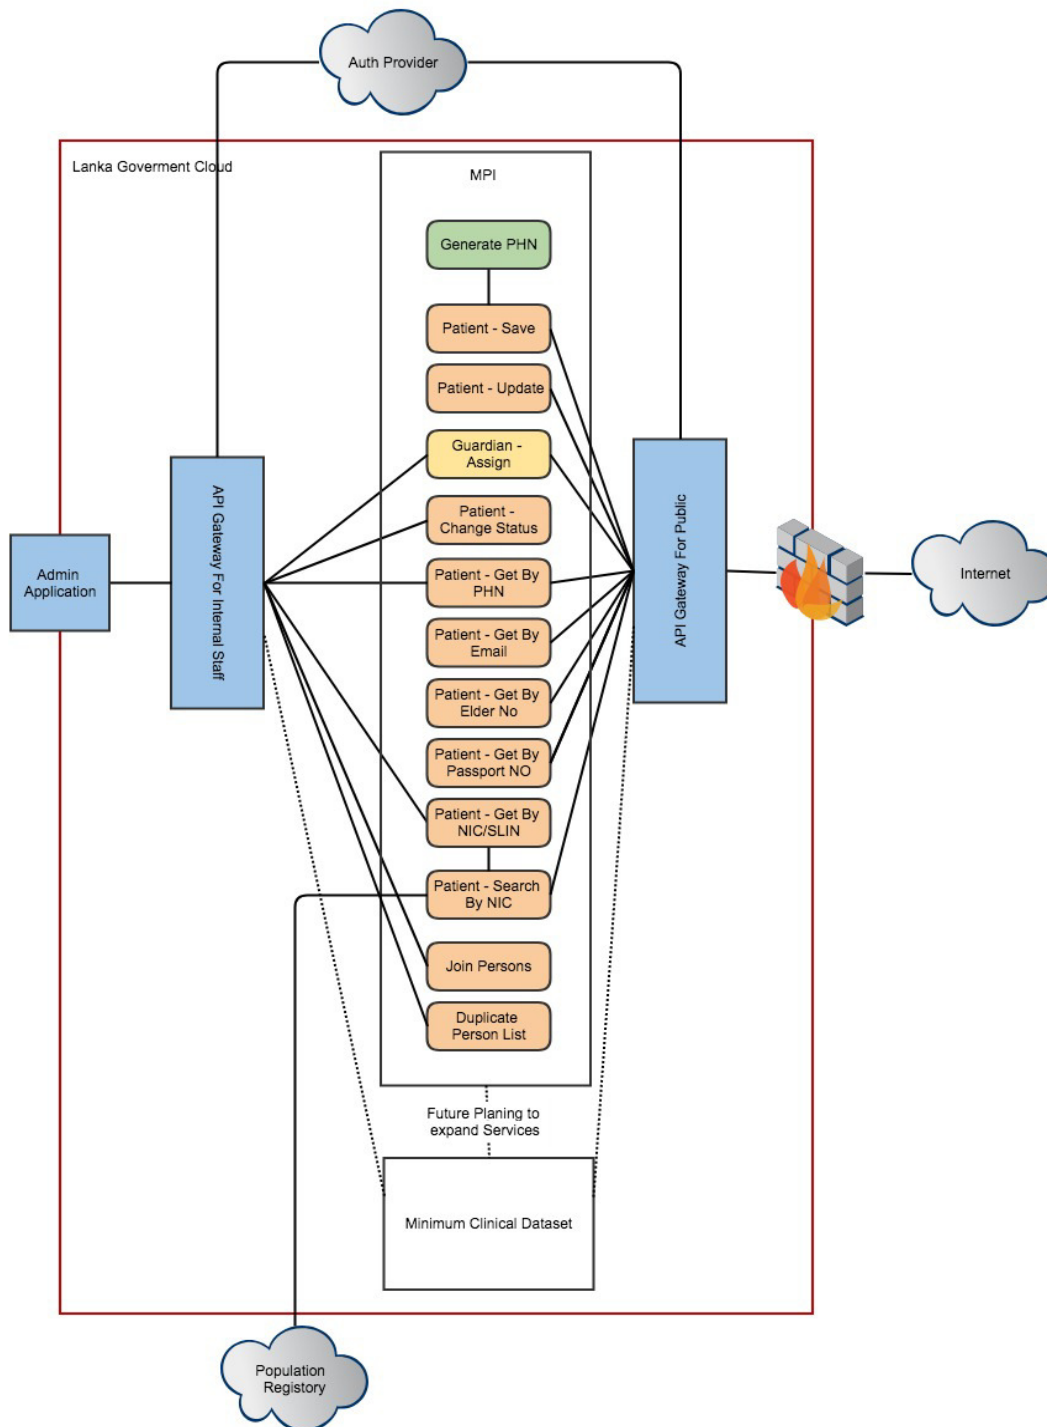 Auth Provider
Lanka Goverment Cloud
MPI
Generate PHN
Patient - Save
Patient - Update
Guardian -
Assign
Patient -
Change Status
Patient - Get By
PHN
Patient - Get By
Email
Patient - Get By
Elder No
Patient - Get By
Passport NO
Patient - Get By
NIC/SLIN
Patient - Search
By NIC
Join Persons
Duplicate
Person List
API Gateway For Internal Staff
Admin
Application
API Gateway For Public
Internet
Future Planing to
expand Services
Minimum Clinical Dataset
Population
Registory